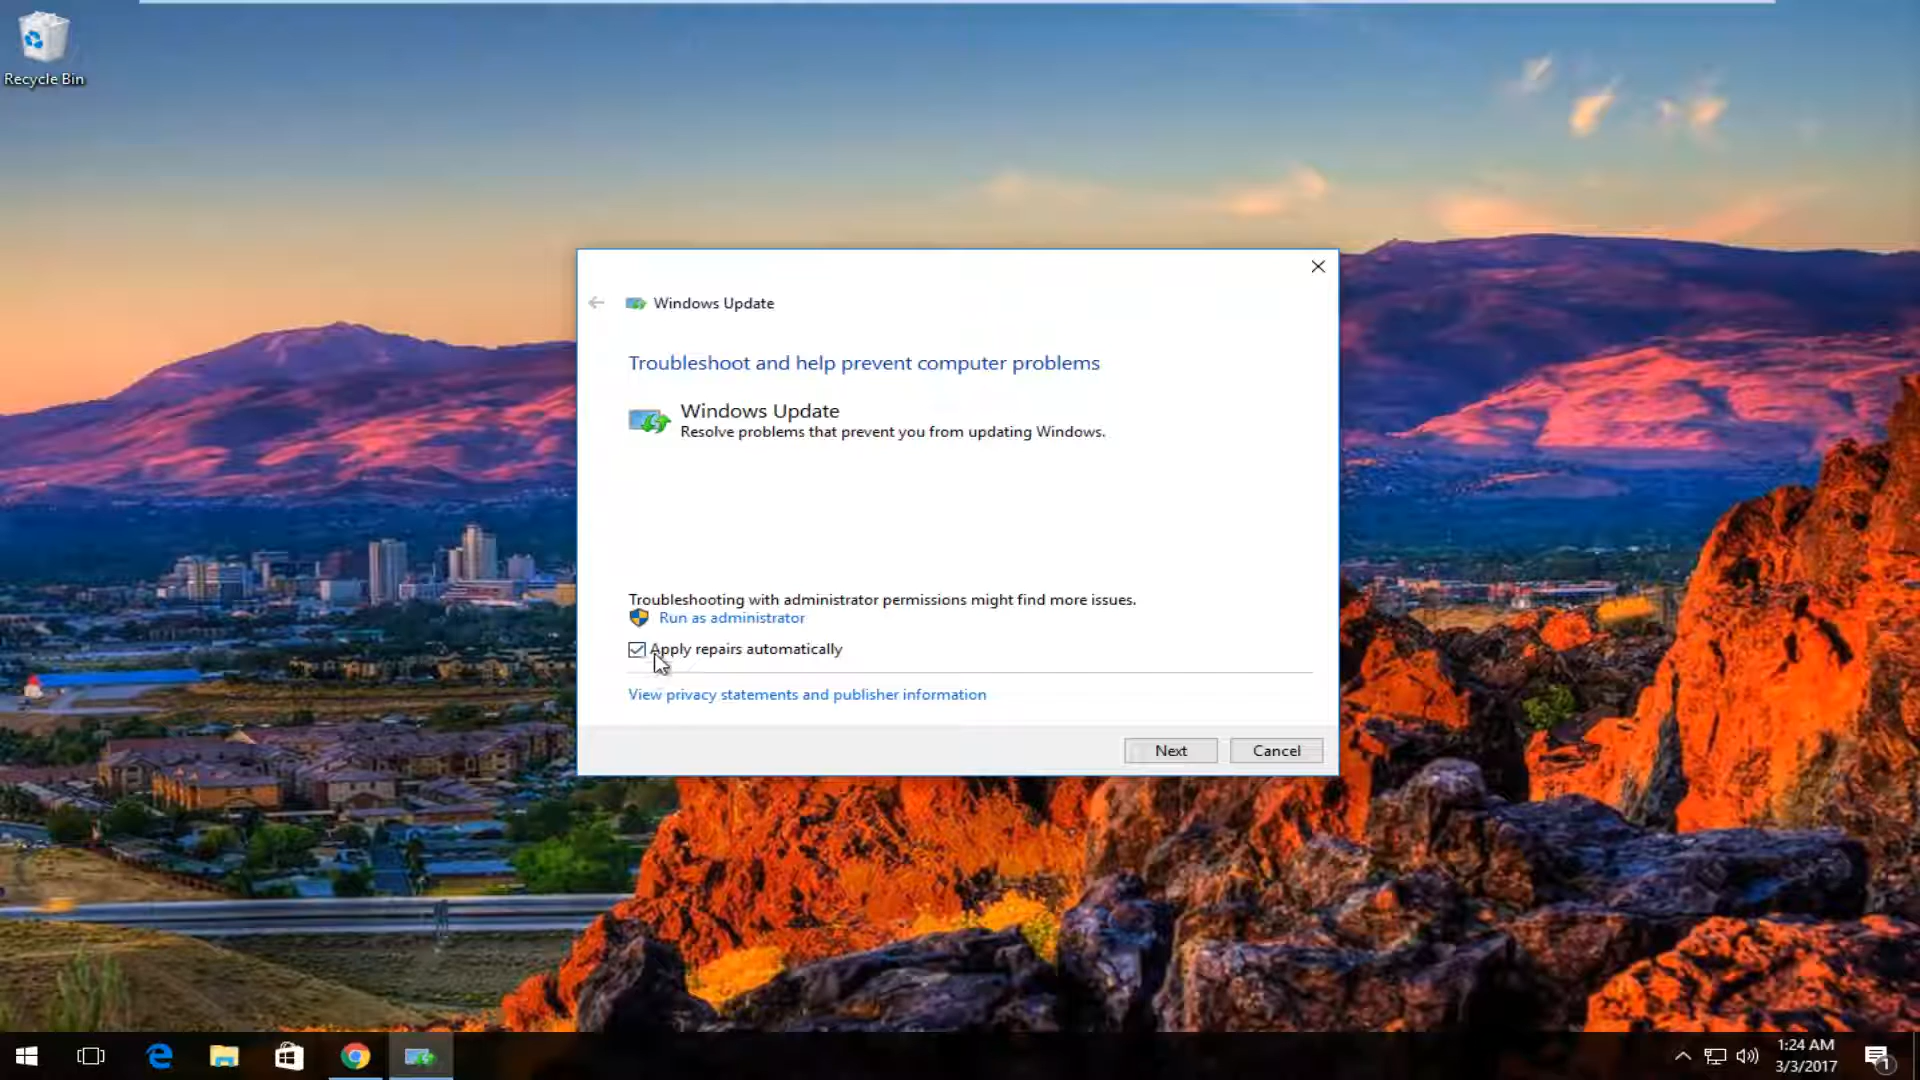 Recycle Bin
Windows Update
Troubleshoot and help prevent computer problems
Windows Update
Resolve problems that prevent you from updating Windows.
Troubleshooting with administrator permissions might find more issues.
Run as administrator
Apply repairs automatically
View privacy statements and publisher information
Next
Cancel
1:24 AM
3/3/2017
1